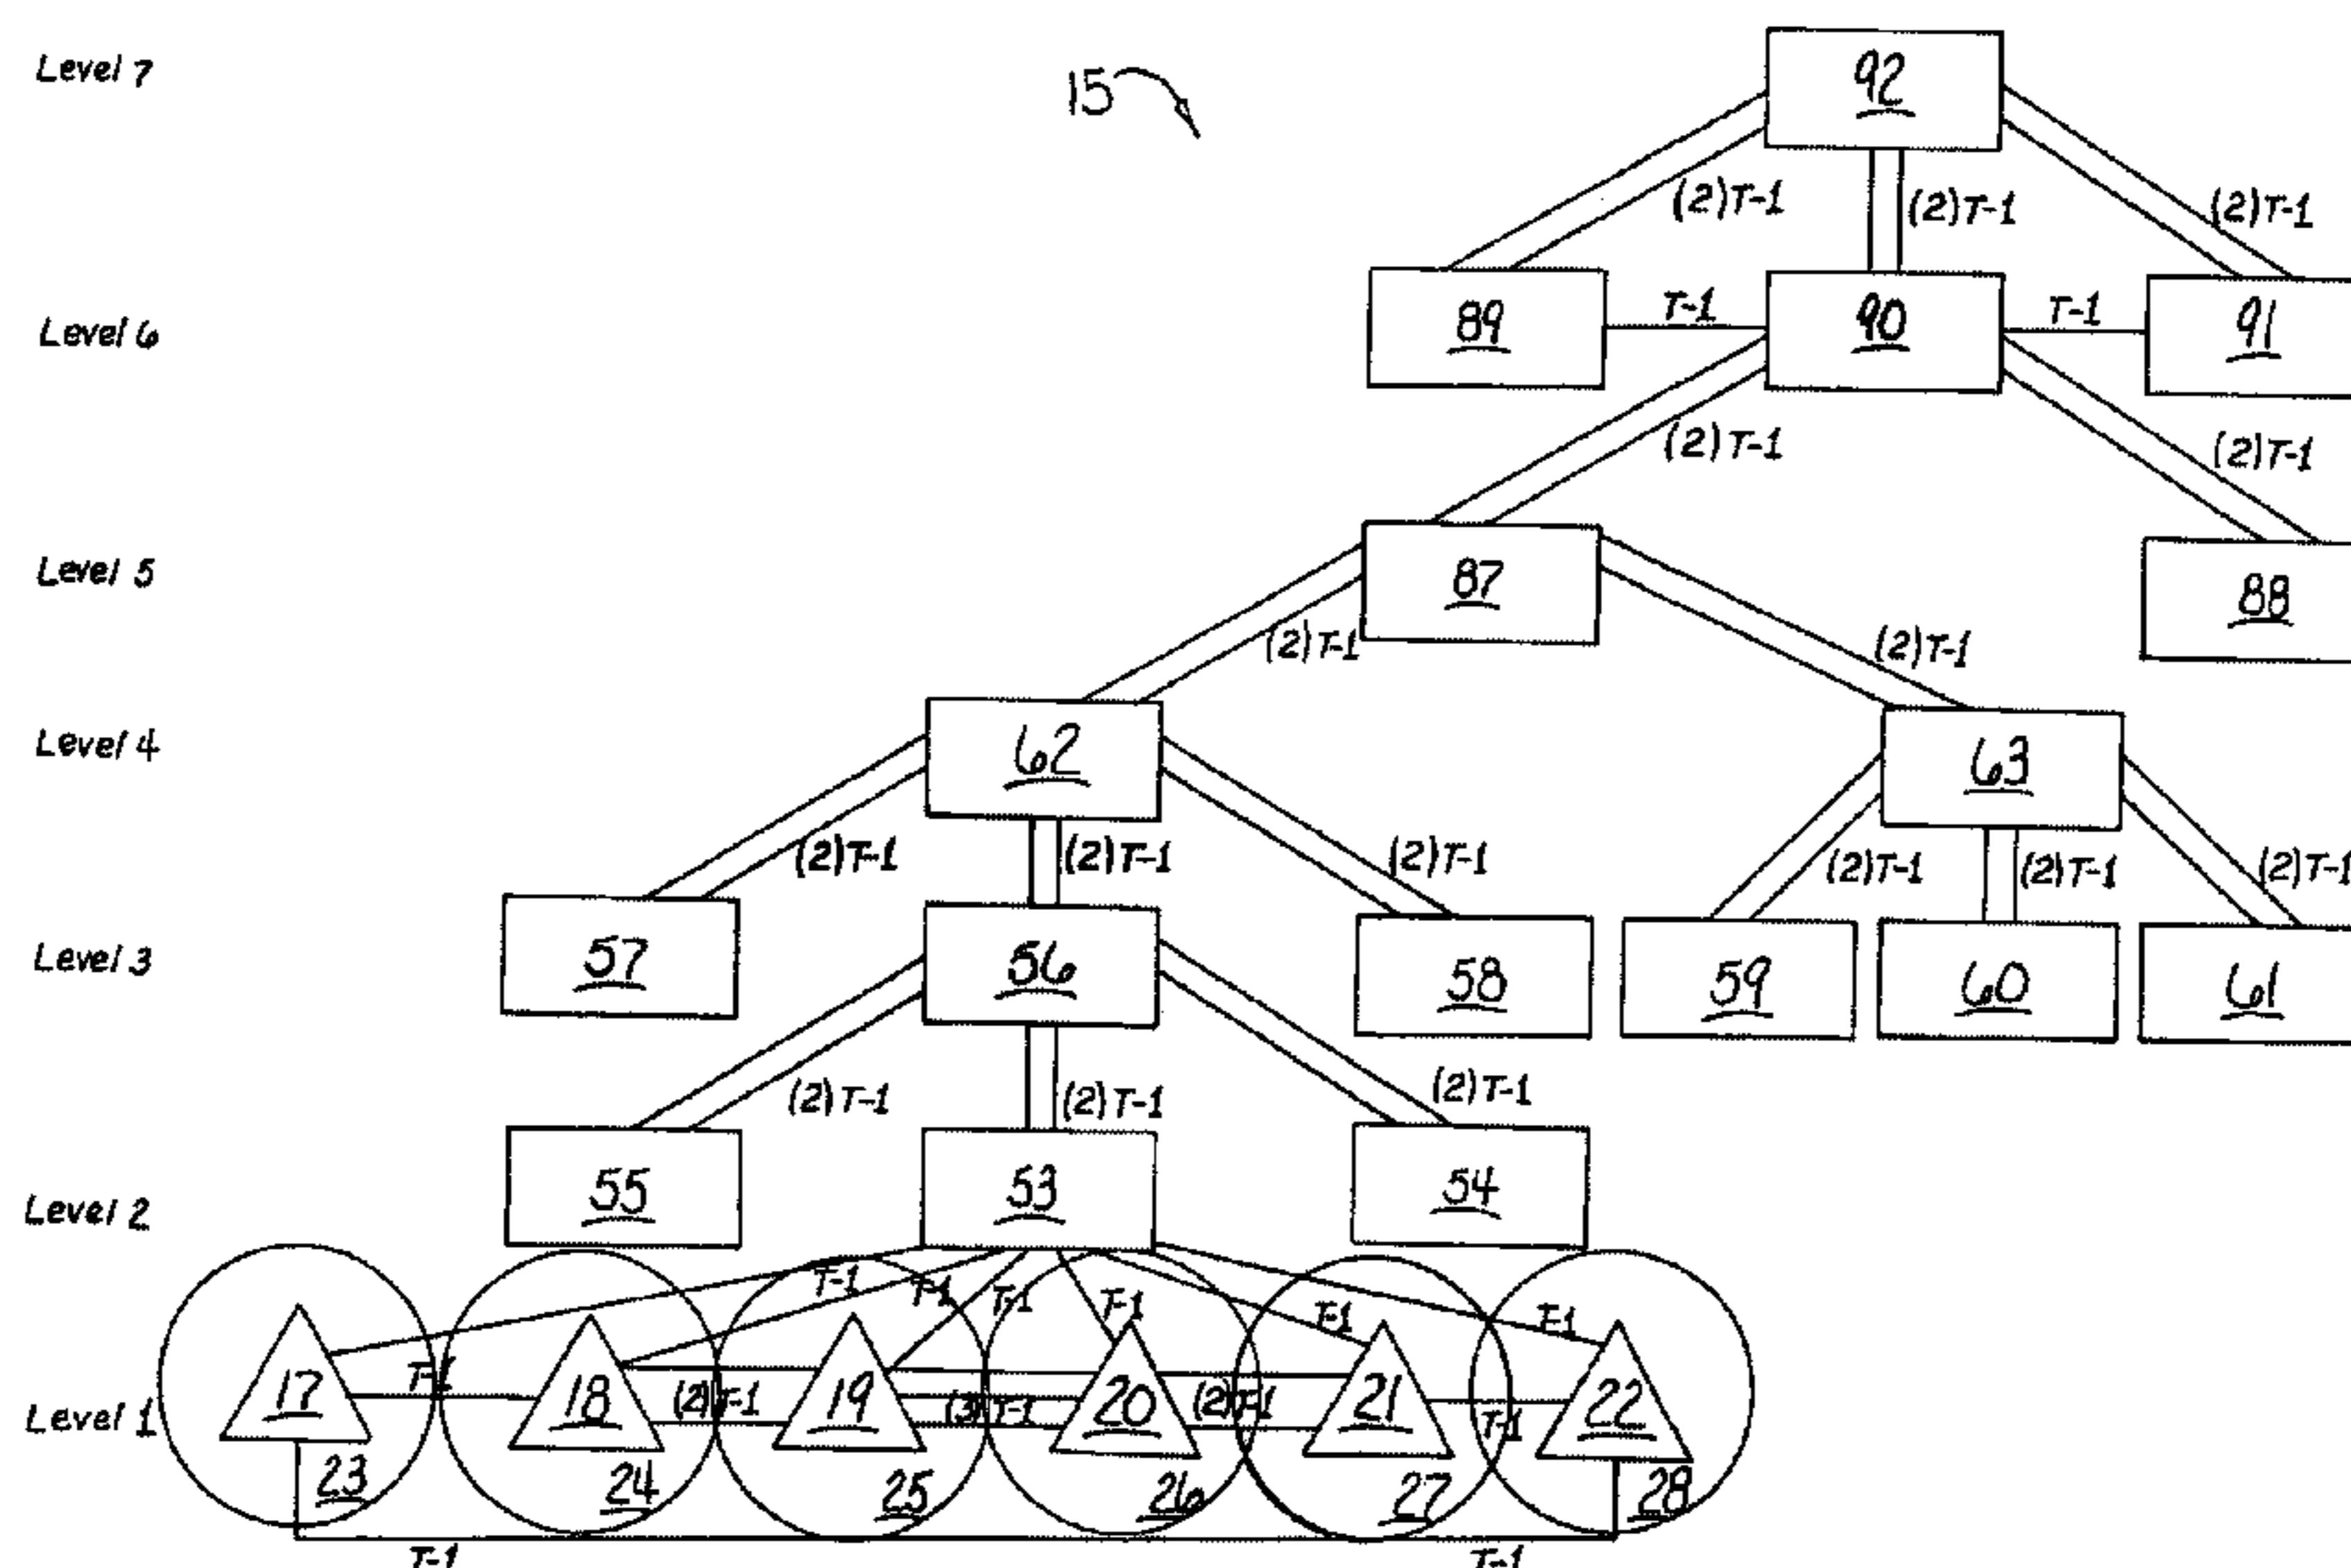 Level 7
15
92
(2)T-1 (2)T-1 (2)T-1
Level 6
89 T-1 90 T-1 91
(2)T-1 (2)T-1
Level 5
87 88
(2)T-1 (2)T-1
Level 4
62 63
(2)T-1 (2)T-1 (2)T-1 (2)T-1 (2)T-1 (2)T-1
Level 3
57 56 58 59 60 61
(2)T-1 (2)T-1 (2)T-1
Level 2
55 53 54
T-1 T-1 T-1 T-1 T-1 T-1
Level 1
17 T-1 18 (2)T-1 19 (3)T-1 20 (2)T-1 21 T-1 22
23 24 25 26 27 28
T-1 T-1